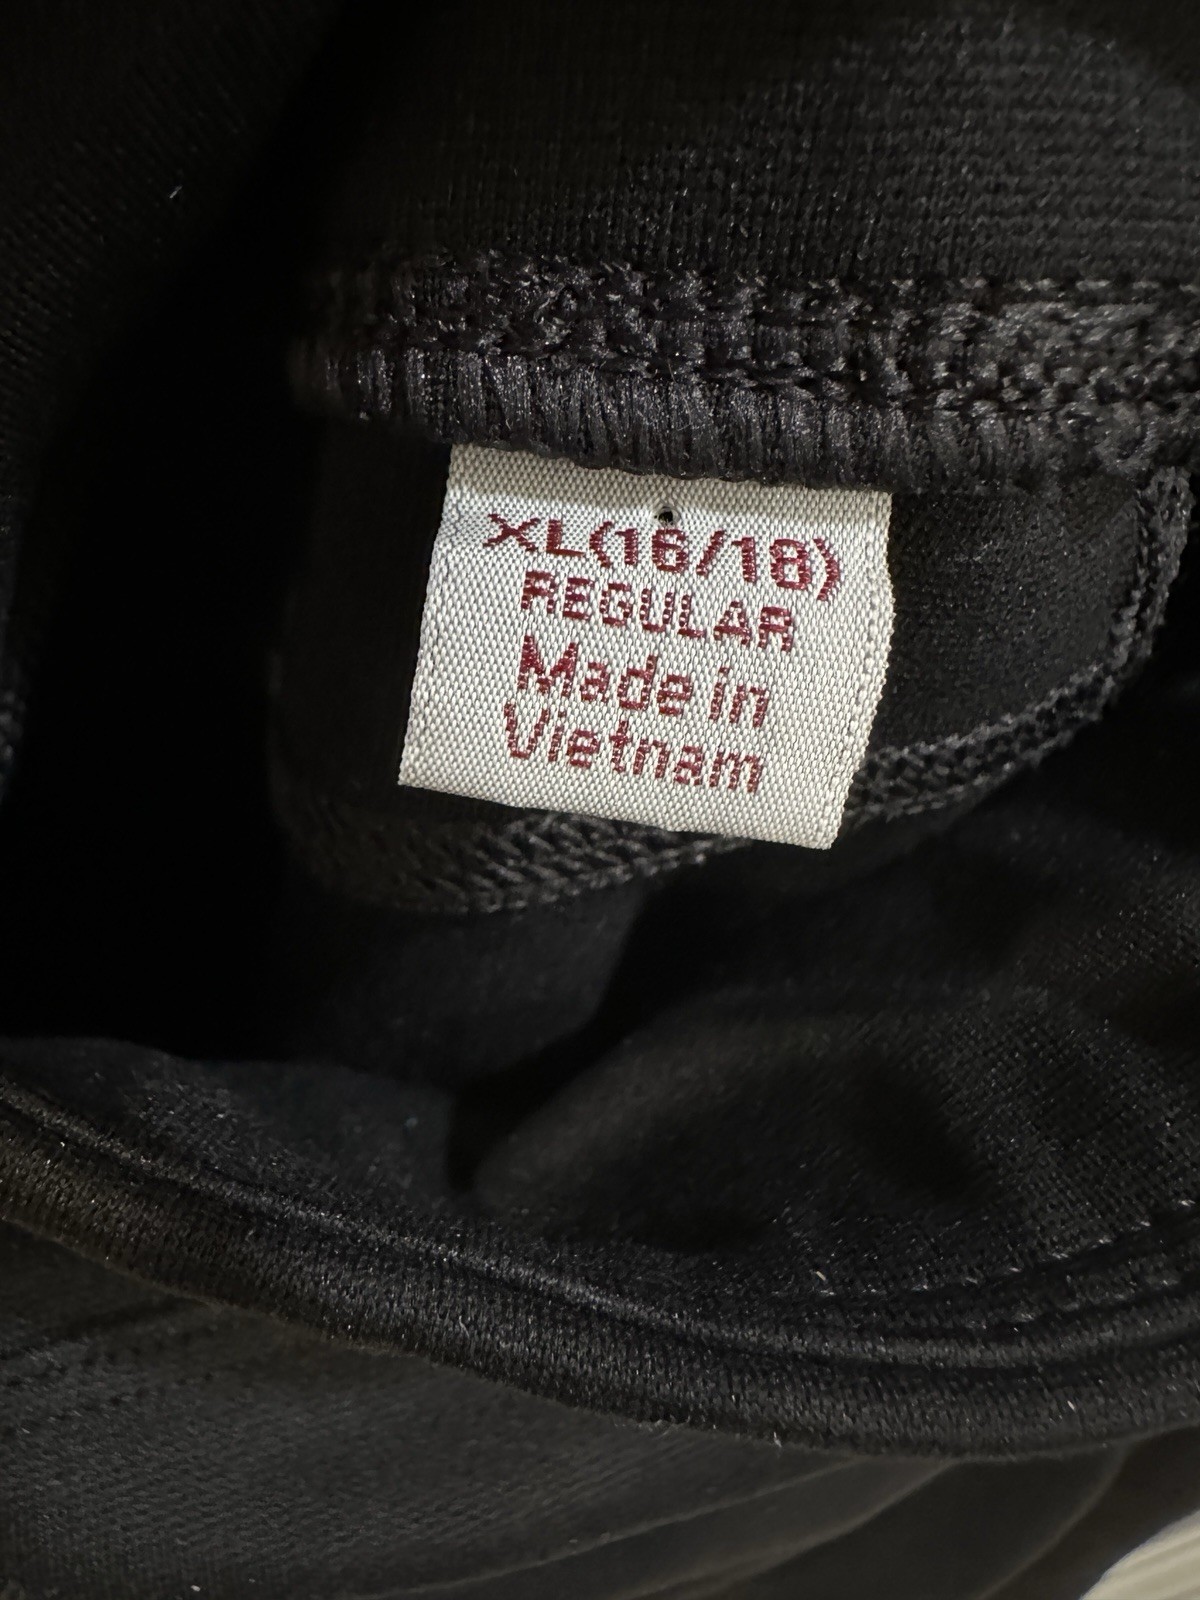 XL(16/18)
REGULAR
Made in
Vietnam